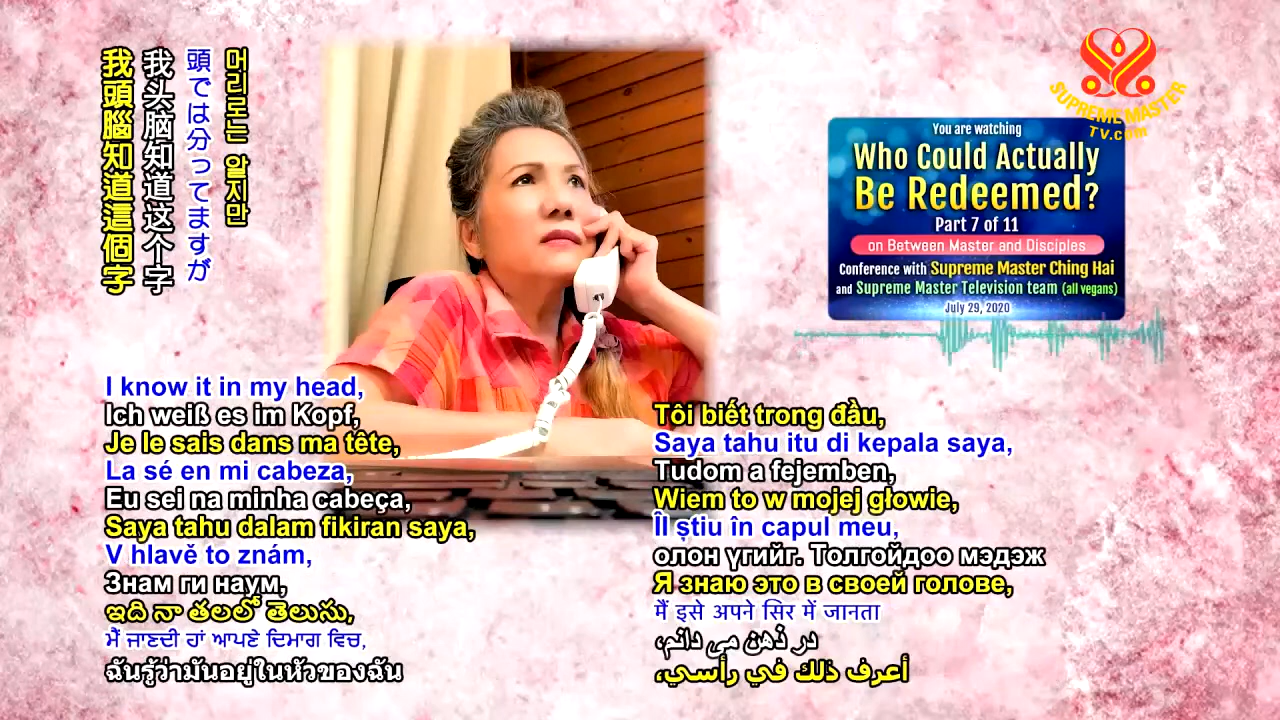 我頭腦知道這個字
我头脑知道这个字
頭では分ってますが
머리로는 알지만
SUPREME MASTER
TV.COM
You are watching
Who Could Actually
Be Redeemed?
Part 7 of 11
on Between Master and Disciples
Conference with Supreme Master Ching Hai
and Supreme Master Television team (all vegans)
July 29, 2020
I know it in my head,
Ich weiß es im Kopf,
Je le sais dans ma tête,
La sé en mi cabeza,
Eu sei na minha cabeça,
Saya tahu dalam fikiran saya,
V hlavě to znám,
Знам ги наум,
ఇది నా తలలో తెలుసు,
ਮੈਂ ਜਾਣਦੀ ਹਾਂ ਆਪਣੇ ਦਿਮਾਗ ਵਿਚ,
ฉันรู้ว่ามันอยู่ในหัวของฉัน
Tôi biết trong đầu,
Saya tahu itu di kepala saya,
Tudom a fejemben,
Wiem to w mojej głowie,
Îl știu în capul meu,
олон үгийг. Толгойдоо мэдэж
Я знаю это в своей голове,
मैं इसे अपने सिर में जानता
در ذهن می دانم،
أعرف ذلك في رأسي،